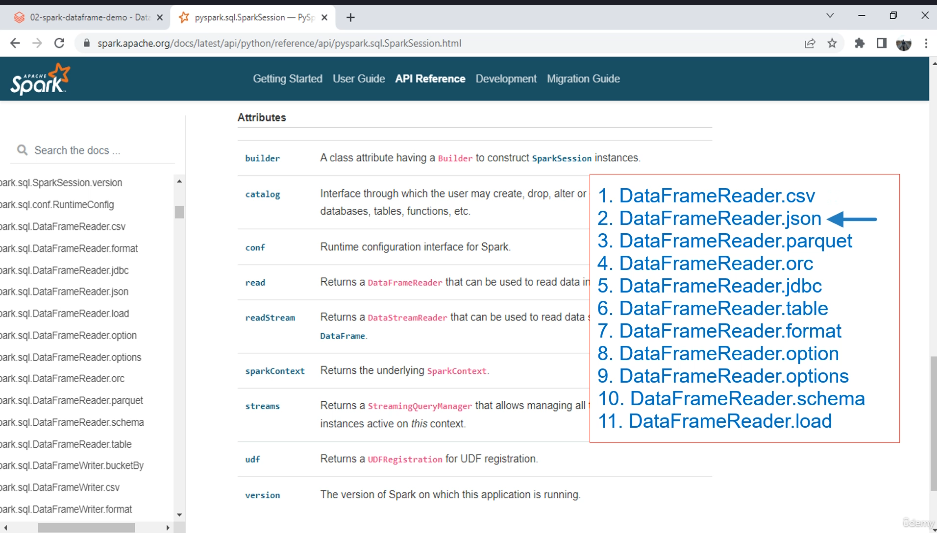 02-spark-dataframe-demo - Data
pyspark.sql.SparkSession — PySp
spark.apache.org/docs/latest/api/python/reference/api/pyspark.sql.SparkSession.html
APACHE
Spark
Getting Started User Guide API Reference Development Migration Guide
Search the docs ...
park.sql.SparkSession.version
park.sql.conf.RuntimeConfig
park.sql.DataFrameReader.csv
park.sql.DataFrameReader.format
park.sql.DataFrameReader.jdbc
park.sql.DataFrameReader.json
park.sql.DataFrameReader.load
park.sql.DataFrameReader.option
park.sql.DataFrameReader.options
park.sql.DataFrameReader.orc
park.sql.DataFrameReader.parquet
park.sql.DataFrameReader.schema
park.sql.DataFrameReader.table
park.sql.DataFrameWriter.bucketBy
park.sql.DataFrameWriter.csv
park.sql.DataFrameWriter.format
Attributes
builder A class attribute having a Builder to construct SparkSession instances.
catalog Interface through which the user may create, drop, alter or
databases, tables, functions, etc.
conf Runtime configuration interface for Spark.
read Returns a DataFrameReader that can be used to read data in
readStream Returns a DataStreamReader that can be used to read data s
DataFrame.
sparkContext Returns the underlying SparkContext.
streams Returns a StreamingQueryManager that allows managing all
instances active on this context.
udf Returns a UDFRegistration for UDF registration.
version The version of Spark on which this application is running.
1. DataFrameReader.csv
2. DataFrameReader.json
3. DataFrameReader.parquet
4. DataFrameReader.orc
5. DataFrameReader.jdbc
6. DataFrameReader.table
7. DataFrameReader.format
8. DataFrameReader.option
9. DataFrameReader.options
10. DataFrameReader.schema
11. DataFrameReader.load
ûdemy